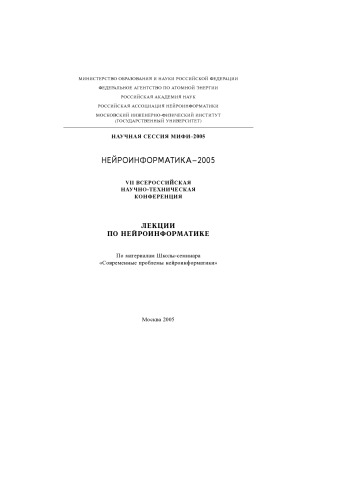 МИНИСТЕРСТВО ОБРАЗОВАНИЯ И НАУКИ РОССИЙСКОЙ ФЕДЕРАЦИИ
ФЕДЕРАЛЬНОЕ АГЕНТСТВО ПО АТОМНОЙ ЭНЕРГИИ
РОССИЙСКАЯ АКАДЕМИЯ НАУК
РОССИЙСКАЯ АССОЦИАЦИЯ НЕЙРОИНФОРМАТИКИ
МОСКОВСКИЙ ИНЖЕНЕРНО-ФИЗИЧЕСКИЙ ИНСТИТУТ
(ГОСУДАРСТВЕННЫЙ УНИВЕРСИТЕТ)
НАУЧНАЯ СЕССИЯ МИФИ–2005
НЕЙРОИНФОРМАТИКА–2005
VII ВСЕРОССИЙСКАЯ
НАУЧНО-ТЕХНИЧЕСКАЯ
КОНФЕРЕНЦИЯ
ЛЕКЦИИ
ПО НЕЙРОИНФОРМАТИКЕ
По материалам Школы-семинара
«Современные проблемы нейроинформатики»
Москва 2005